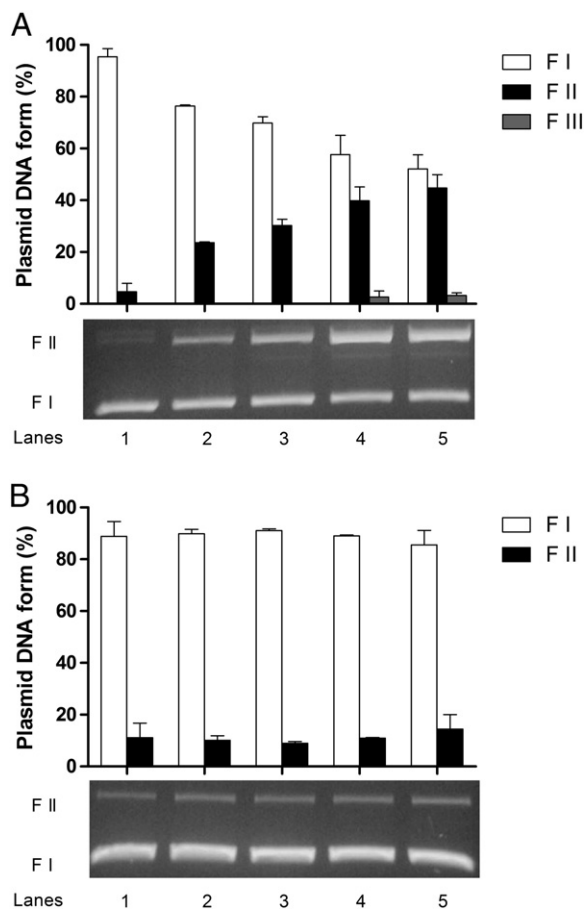 A
Plasmid DNA form (%)
100
80
60
40
20
0
F I
F II
F III
F II
F I
Lanes 1 2 3 4 5
B
Plasmid DNA form (%)
100
80
60
40
20
0
F I
F II
F II
F I
Lanes 1 2 3 4 5